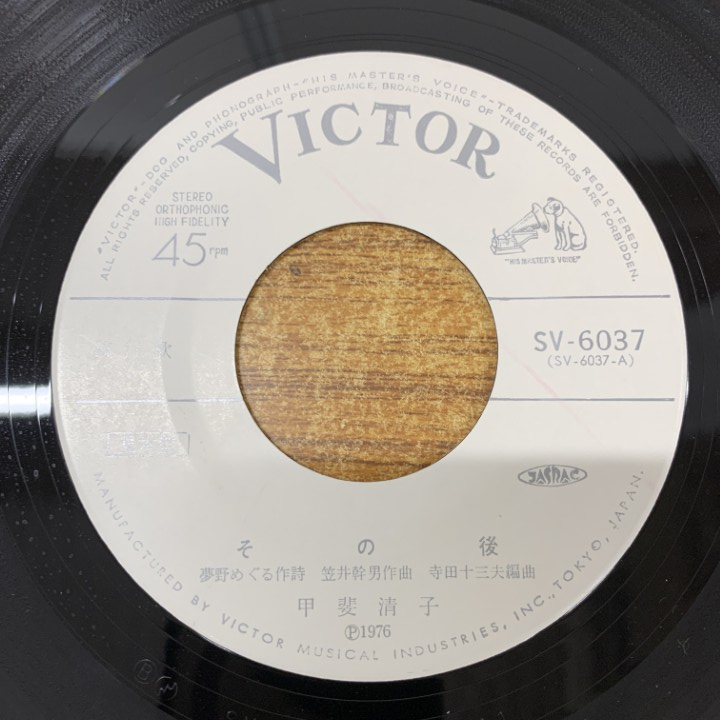 "VICTOR"-DOG AND PHONOGRAPH-"HIS MASTER'S VOICE"-TRADEMARKS REGISTERED.
ALL RIGHTS RESERVED, COPYING, PUBLIC PERFORMANCE, BROADCASTING OF THESE RECORDS ARE FORBIDDEN.
VICTOR
STEREO
ORTHOPHONIC
HIGH FIDELITY
45rpm
"HIS MASTER'S VOICE"
SV-6037
(SV-6037-A)
JASRAC
その後
夢野めぐる作詩 笠井幹男作曲 寺田十三夫編曲
甲斐清子
Ⓟ1976
MANUFACTURED BY VICTOR MUSICAL INDUSTRIES, INC., TOKYO, JAPAN.